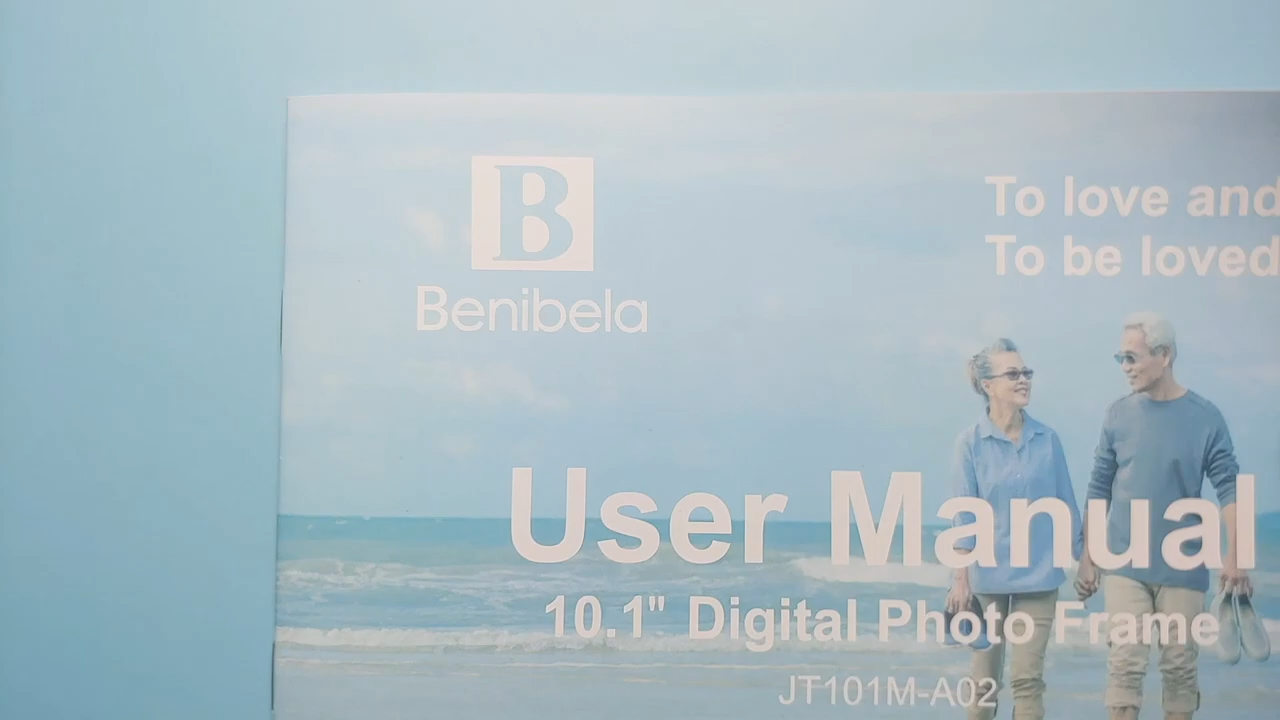 B
Benibela
To love and
To be loved
User Manual
10.1" Digital Photo Frame
JT101M-A02